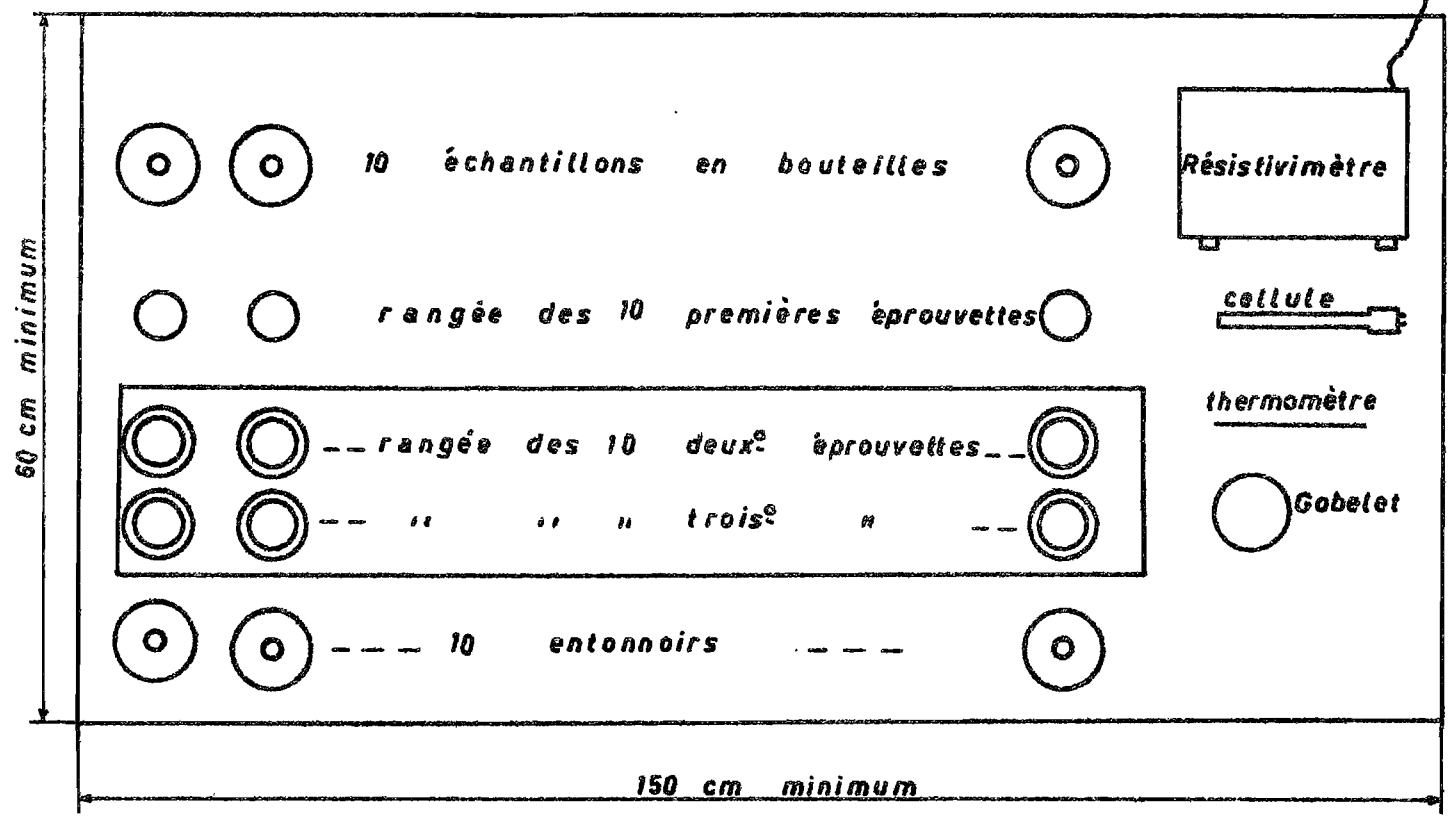 10 échantillons en bouteilles
Résistivimètre
rangée des 10 premières éprouvettes
cellule
thermomètre
-- rangée des 10 deux.e éprouvettes --
-- " " " trois.e " --
Gobelet
--- 10 entonnoirs ---
60 cm minimum
150 cm minimum